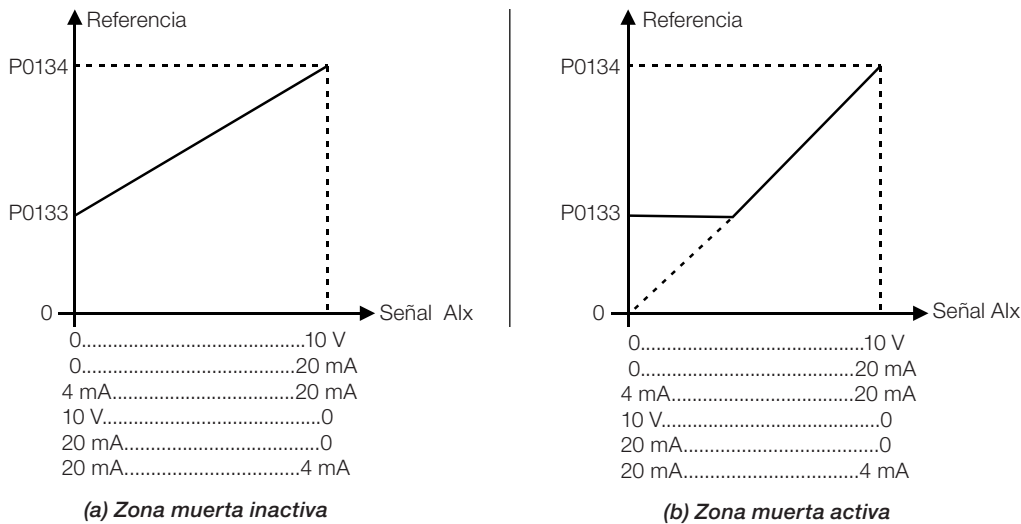 Referencia
P0134
P0133
0
Señal AIx
0.......................................10 V
0.....................................20 mA
4 mA................................20 mA
10 V.......................................0
20 mA....................................0
20 mA................................4 mA
(a) Zona muerta inactiva
Referencia
P0134
P0133
0
Señal AIx
0.......................................10 V
0.....................................20 mA
4 mA................................20 mA
10 V.......................................0
20 mA....................................0
20 mA................................4 mA
(b) Zona muerta activa